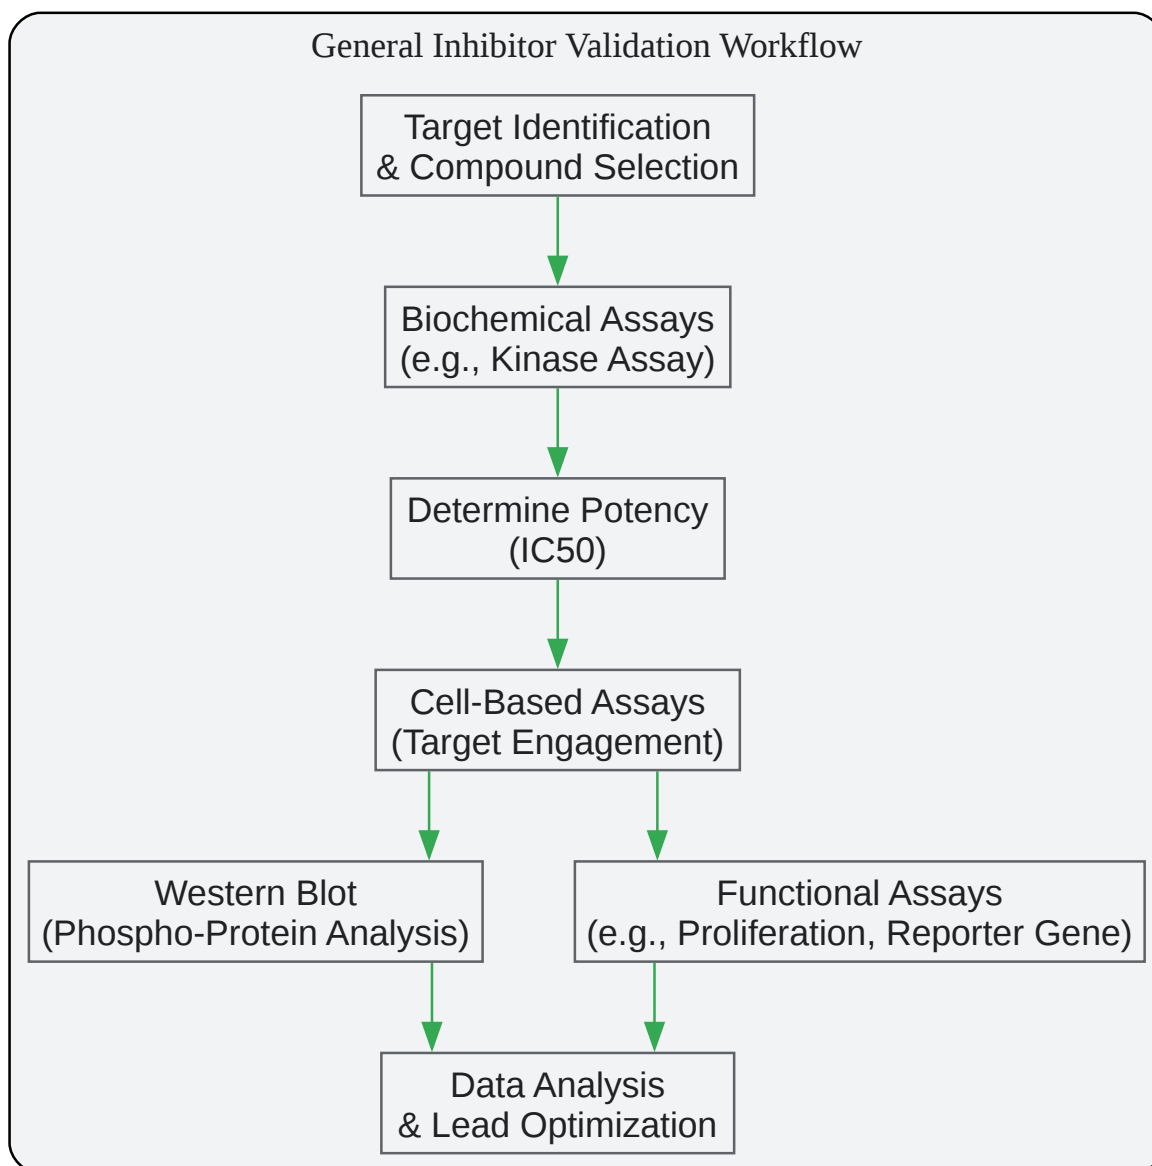 General Inhibitor Validation Workflow
Target Identification
& Compound Selection
Biochemical Assays
(e.g., Kinase Assay)
Determine Potency
(IC50)
Cell-Based Assays
(Target Engagement)
Western Blot
(Phospho-Protein Analysis)
Functional Assays
(e.g., Proliferation, Reporter Gene)
Data Analysis
& Lead Optimization